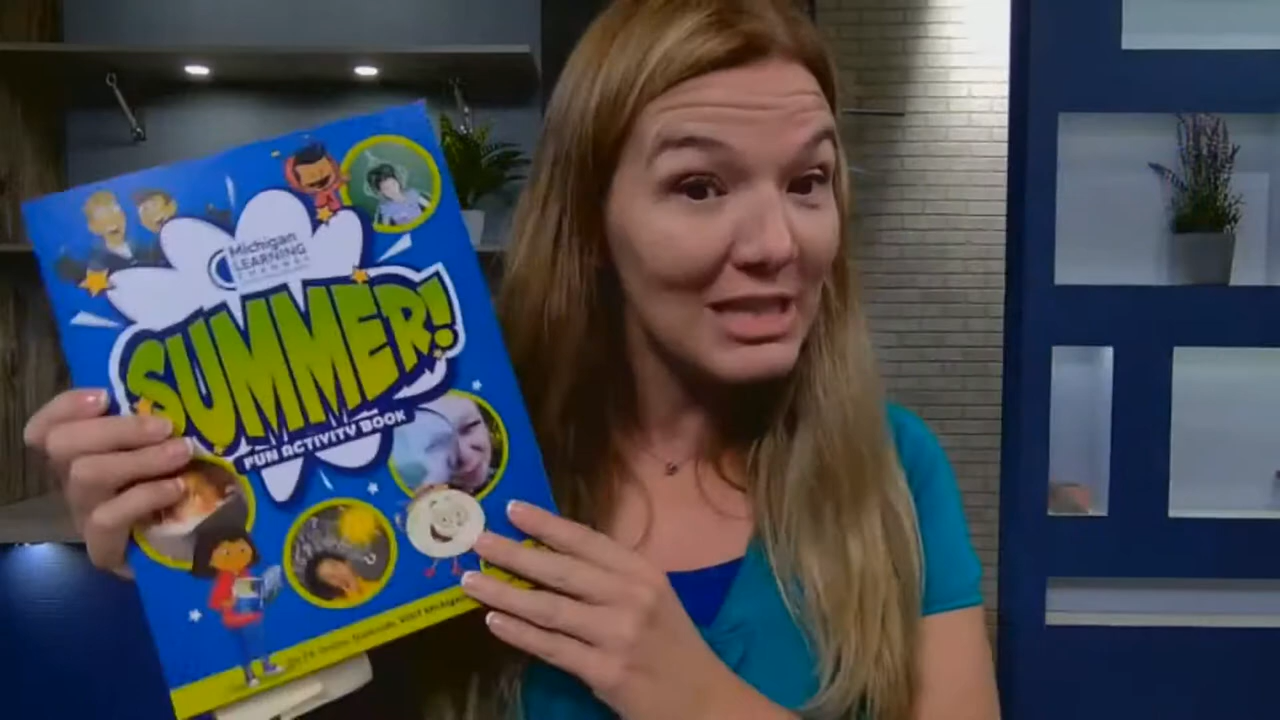 Michigan
LEARNING
CHANNEL
SUMMER!
FUN ACTIVITY BOOK